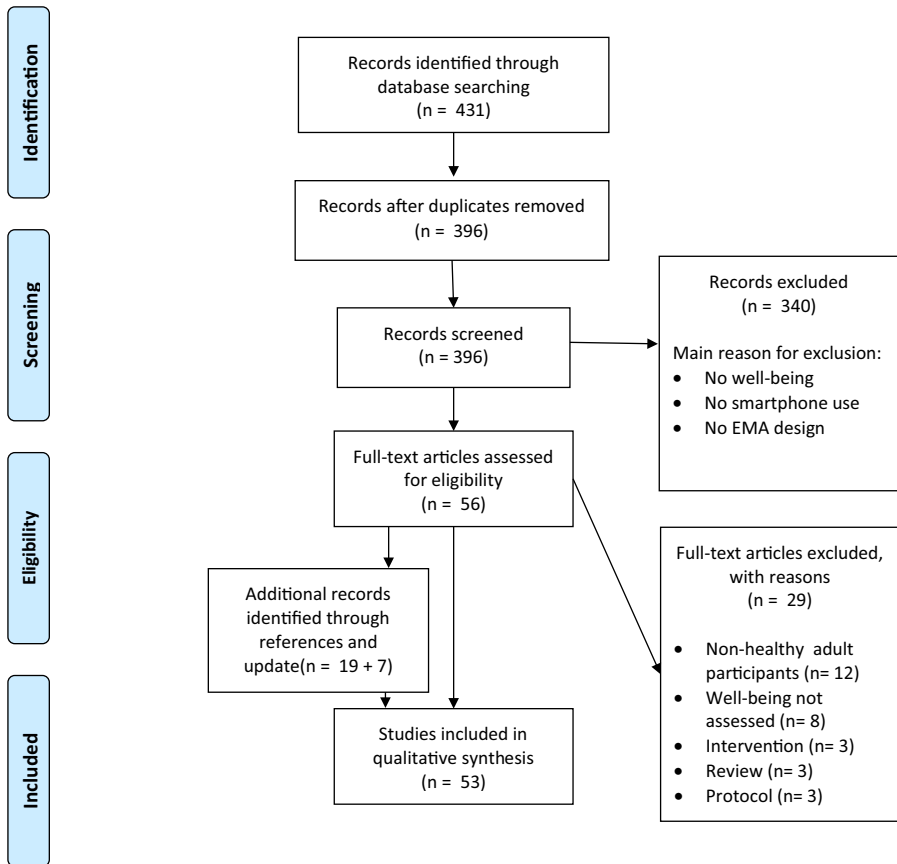 Identification
Records identified through
database searching
(n = 431)
Records after duplicates removed
(n = 396)
Screening
Records screened
(n = 396)
Records excluded
(n = 340)
Main reason for exclusion:
• No well-being
• No smartphone use
• No EMA design
Eligibility
Full-text articles assessed
for eligibility
(n = 56)
Additional records
identified through
references and
update(n = 19 + 7)
Full-text articles excluded,
with reasons
(n = 29)
• Non-healthy adult
participants (n= 12)
• Well-being not
assessed (n= 8)
• Intervention (n= 3)
• Review (n= 3)
• Protocol (n= 3)
Included
Studies included in
qualitative synthesis
(n = 53)